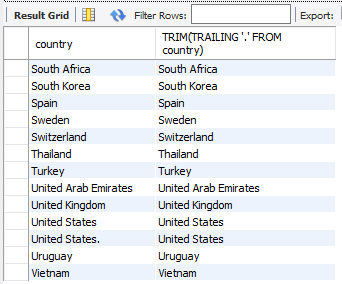 Result Grid Filter Rows: Export:
country TRIM(TRAILING '.' FROM
country)
South Africa South Africa
South Korea South Korea
Spain Spain
Sweden Sweden
Switzerland Switzerland
Thailand Thailand
Turkey Turkey
United Arab Emirates United Arab Emirates
United Kingdom United Kingdom
United States United States
United States. United States
Uruguay Uruguay
Vietnam Vietnam